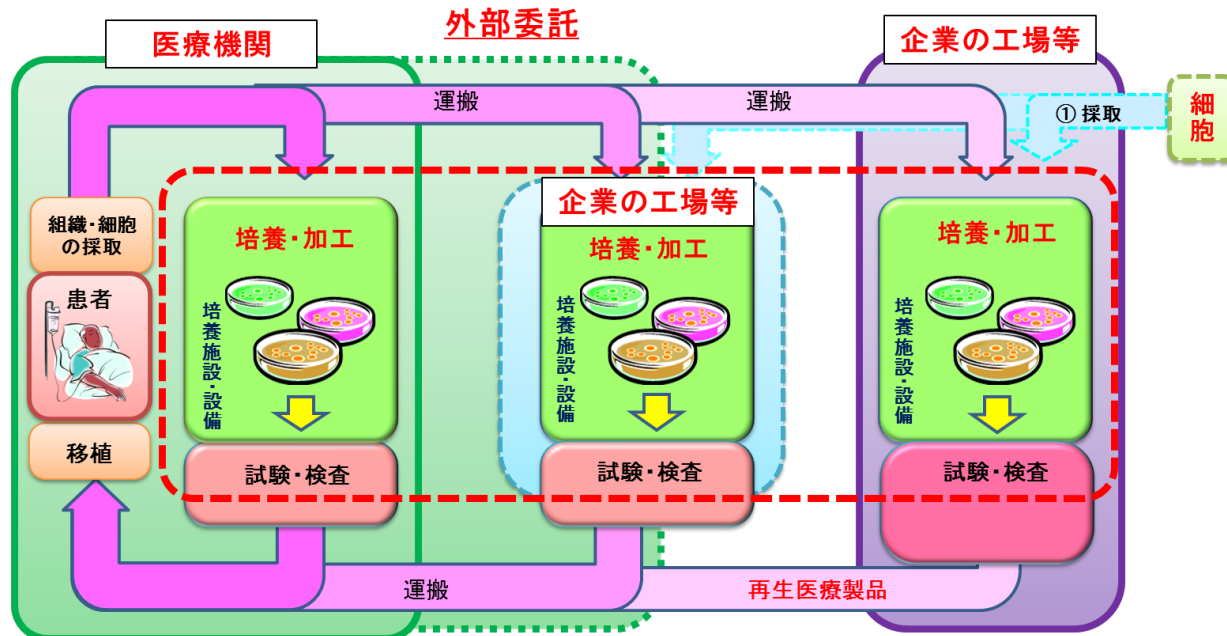 外部委託
医療機関
企業の工場等
運搬
運搬
① 採取
細胞
組織・細胞
の採取
患者
移植
培養・加工
培養施設・設備
試験・検査
企業の工場等
培養・加工
培養施設・設備
試験・検査
培養・加工
培養施設・設備
試験・検査
運搬
再生医療製品